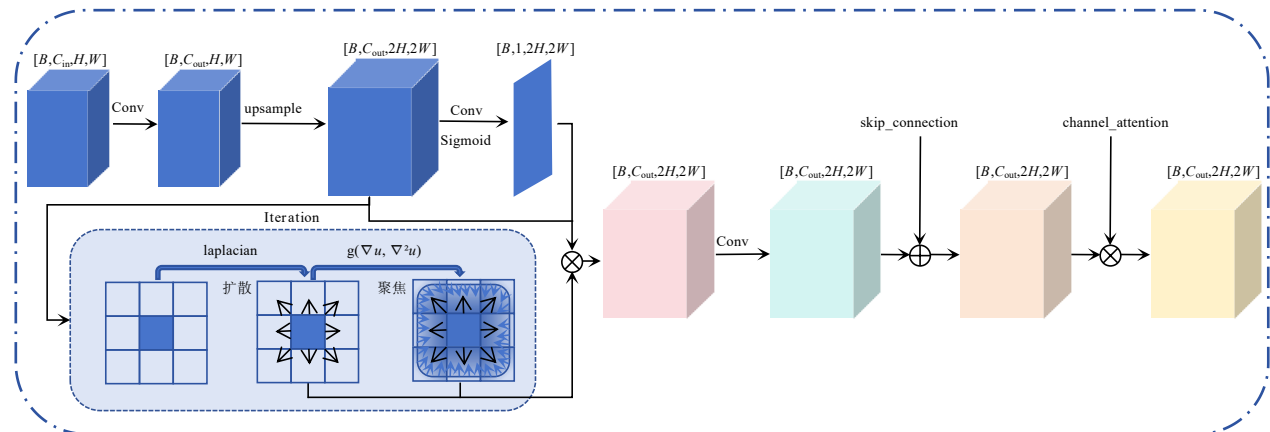 [B,C_in,H,W]
[B,C_out,H,W]
[B,C_out,2H,2W]
[B,1,2H,2W]
Conv
upsample
Conv
Sigmoid
skip_connection
channel_attention
[B,C_out,2H,2W]
[B,C_out,2H,2W]
[B,C_out,2H,2W]
[B,C_out,2H,2W]
Iteration
Conv
laplacian
g(∇u, ∇²u)
扩散
聚焦